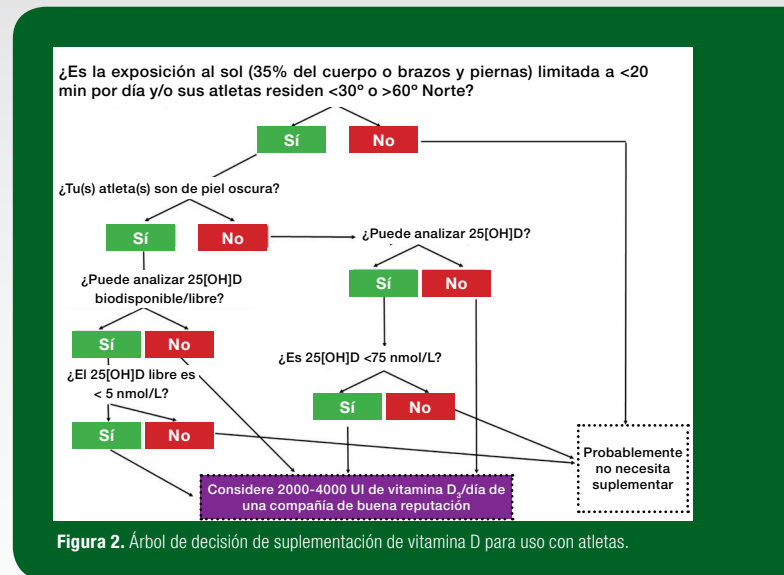 ¿Es la exposición al sol (35% del cuerpo o brazos y piernas) limitada a <20
min por día y/o sus atletas residen <30º o >60º Norte?
Sí
No
¿Tu(s) atleta(s) son de piel oscura?
Sí
No
¿Puede analizar 25[OH]D?
¿Puede analizar 25[OH]D
biodisponible/libre?
Sí
No
Sí
No
¿Es 25[OH]D <75 nmol/L?
¿El 25[OH]D libre es
< 5 nmol/L?
Sí
No
Sí
No
Probablemente
no necesita
suplementar
Considere 2000-4000 UI de vitamina D₃/día de
una compañía de buena reputación
Figura 2. Árbol de decisión de suplementación de vitamina D para uso con atletas.